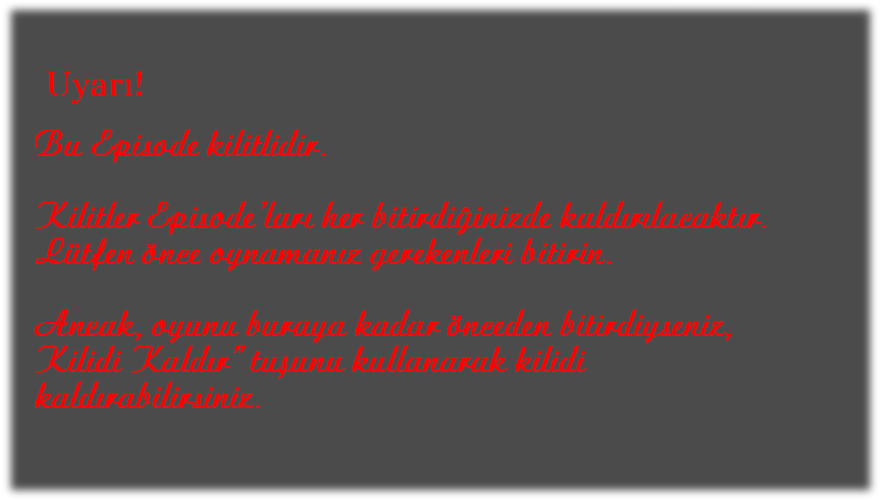 Uyarı!
Bu Episode kilitlidir.
Kilitler Episode'ları her bitirdiğinizde kaldırılacaktır.
Lütfen önce oynamanız gerekenleri bitirin.
Ancak, oyunu buraya kadar önceden bitirdiyseniz,
Kilidi Kaldır" tuşunu kullanarak kilidi
kaldırabilirsiniz.